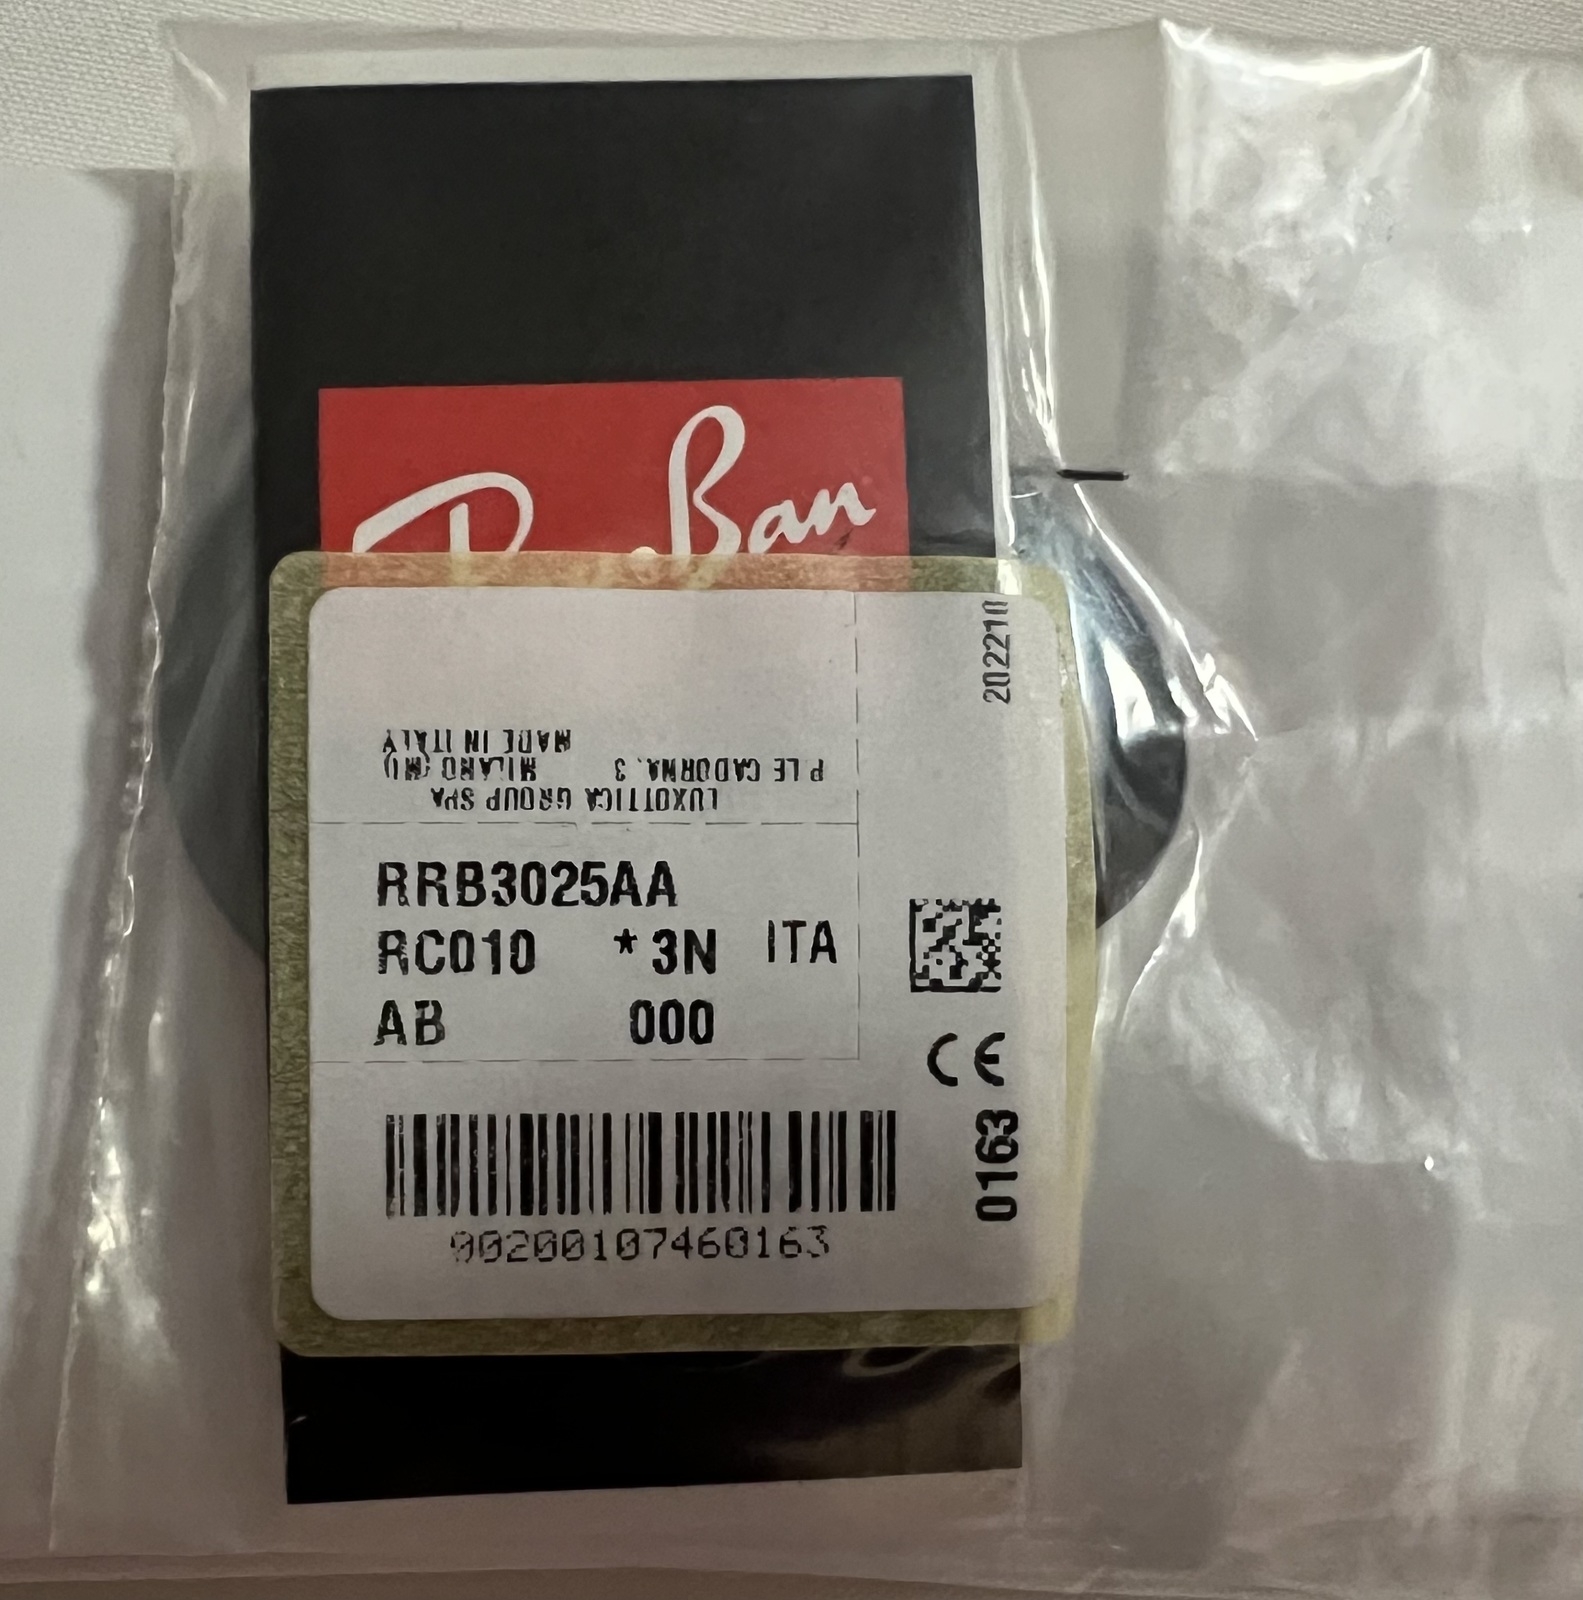 Ray-Ban
202210
LUXOTTICA GROUP SPA
P.LE CADORNA, 3 MILANO (MI)
MADE IN ITALY
RRB3025AA
RC010 *3N ITA
AB 000
CE
0163
00200107460163